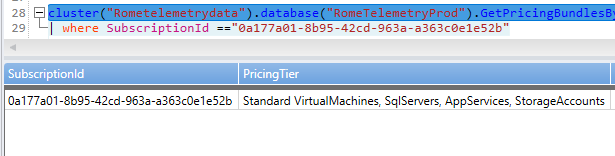 28 cluster("Rometelemetrydata").database("RomeTelemetryProd").GetPricingBundlesBy
29 | where SubscriptionId =="0a177a01-8b95-42cd-963a-a363c0e1e52b"
SubscriptionId PricingTier
0a177a01-8b95-42cd-963a-a363c0e1e52b Standard VirtualMachines, SqlServers, AppServices, StorageAccounts